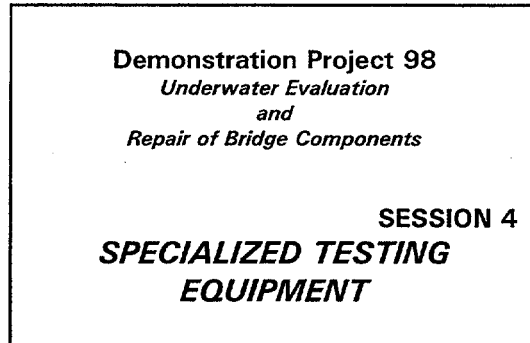 Demonstration Project 98
Underwater Evaluation
and
Repair of Bridge Components
SESSION 4
SPECIALIZED TESTING
EQUIPMENT